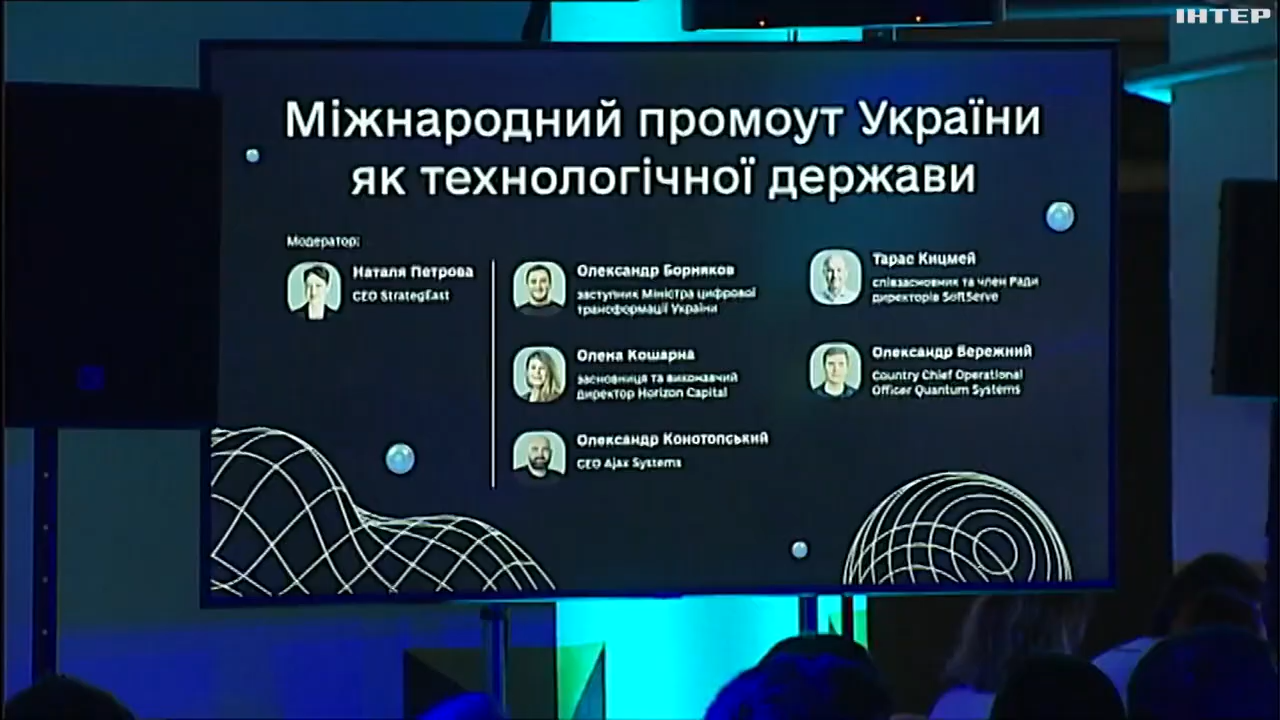 ІНТЕР
Міжнародний промоут України
як технологічної держави
Модератор:
Наталя Петрова
CEO StrategEast
Олександр Борняков
заступник Міністра цифрової
трансформації України
Олена Кошарна
засновниця та виконавчий
директор Horizon Capital
Олександр Конотопський
CEO Ajax Systems
Тарас Кицмей
співзасновник та член Ради
директорів SoftServe
Олександр Бережний
Country Chief Operational
Officer Quantum Systems